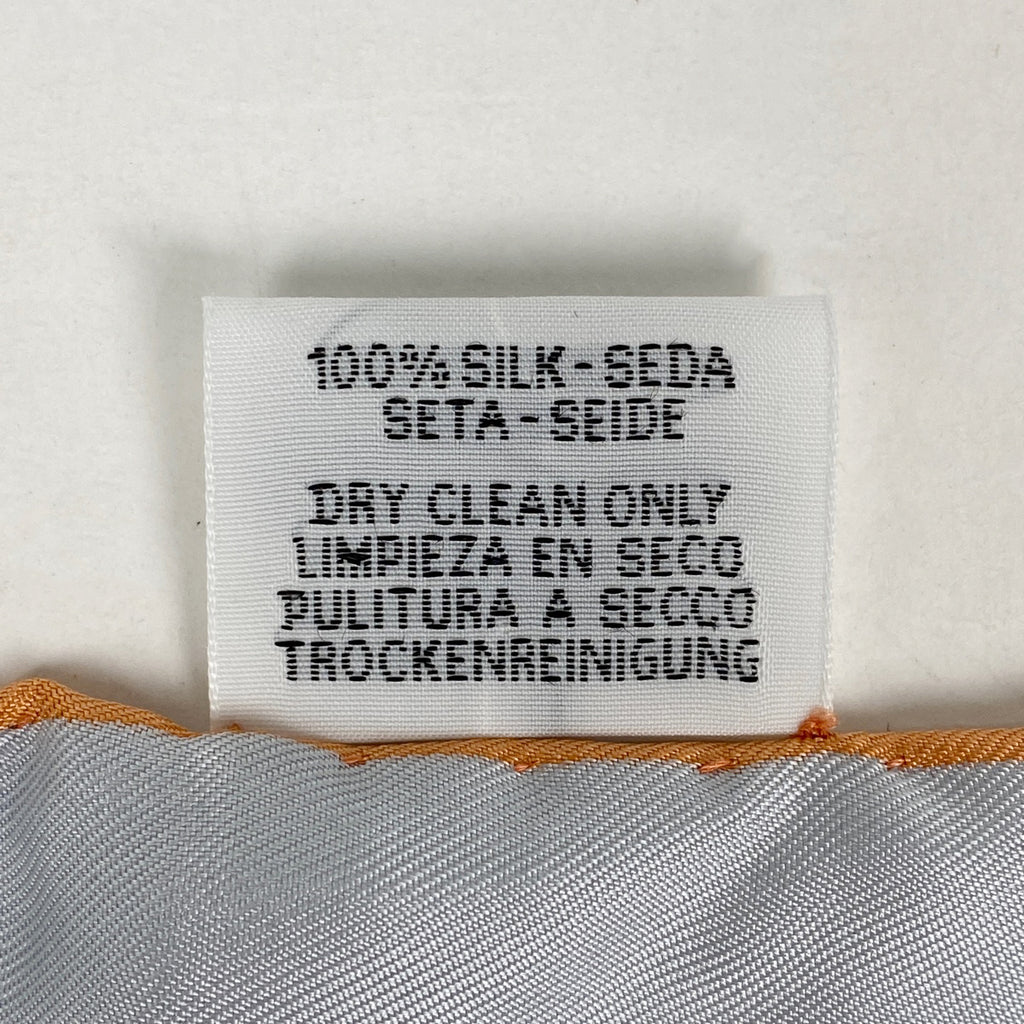 100% SILK - SEDA
SETA - SEIDE
DRY CLEAN ONLY
LIMPIEZA EN SECO
PULITURA A SECCO
TROCKENREINIGUNG